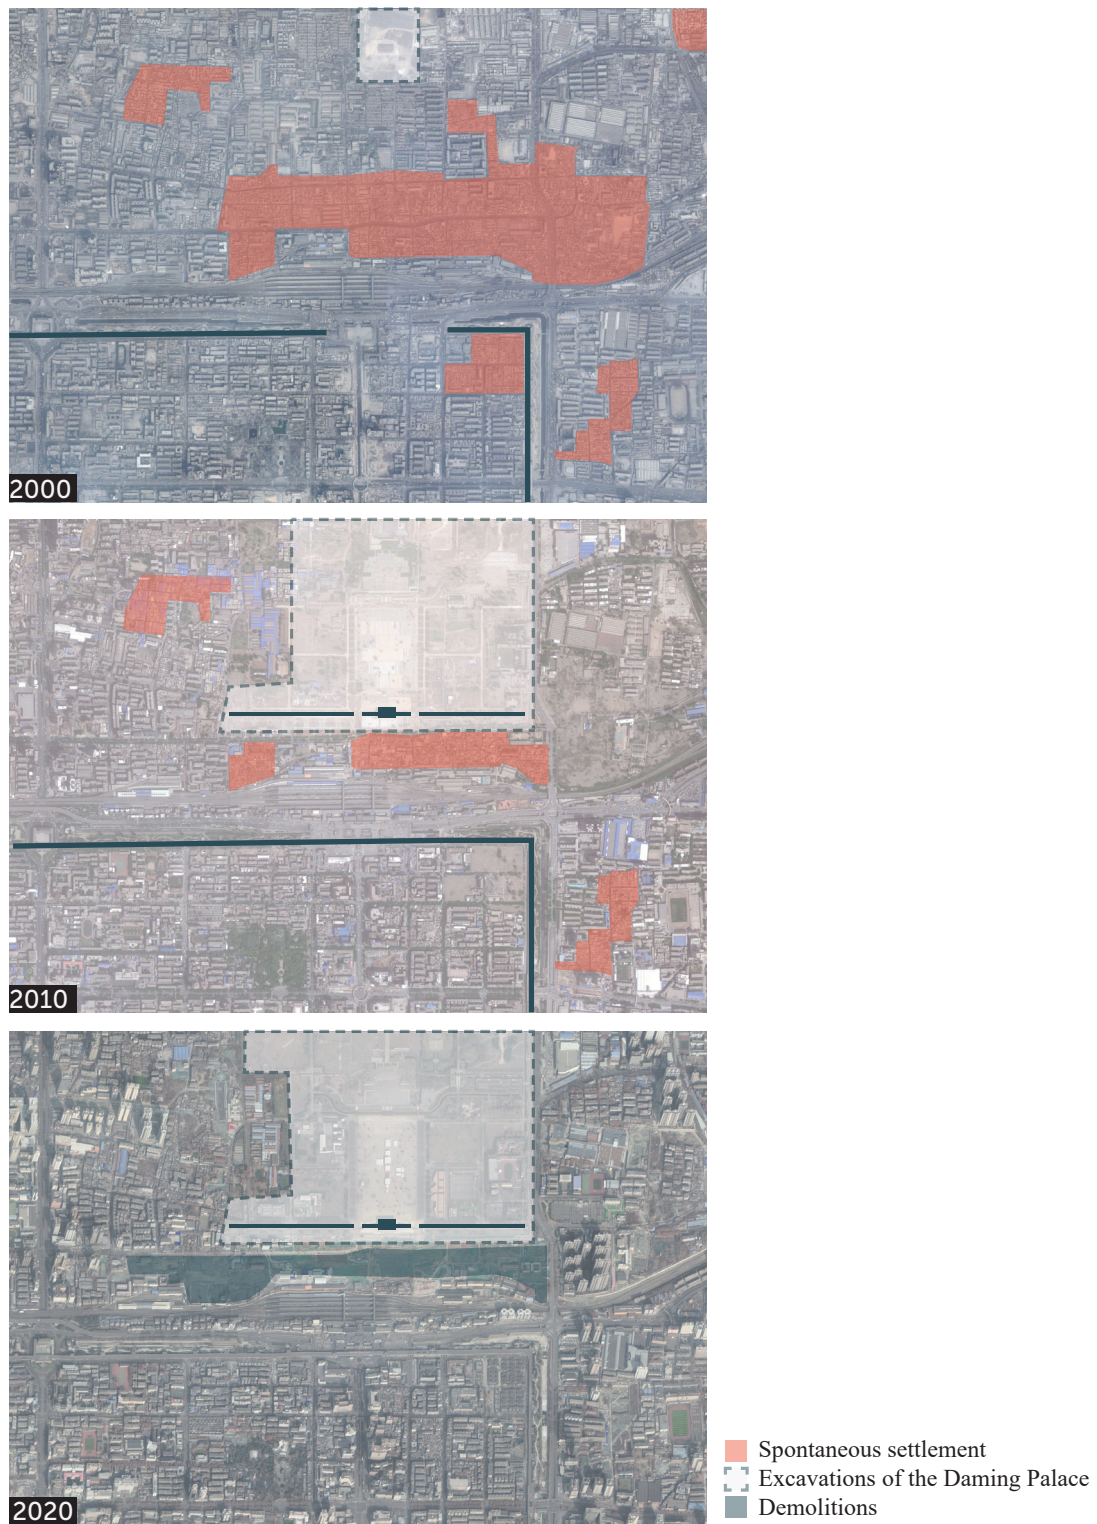 2000
2010
2020
Spontaneous settlement
Excavations of the Daming Palace
Demolitions